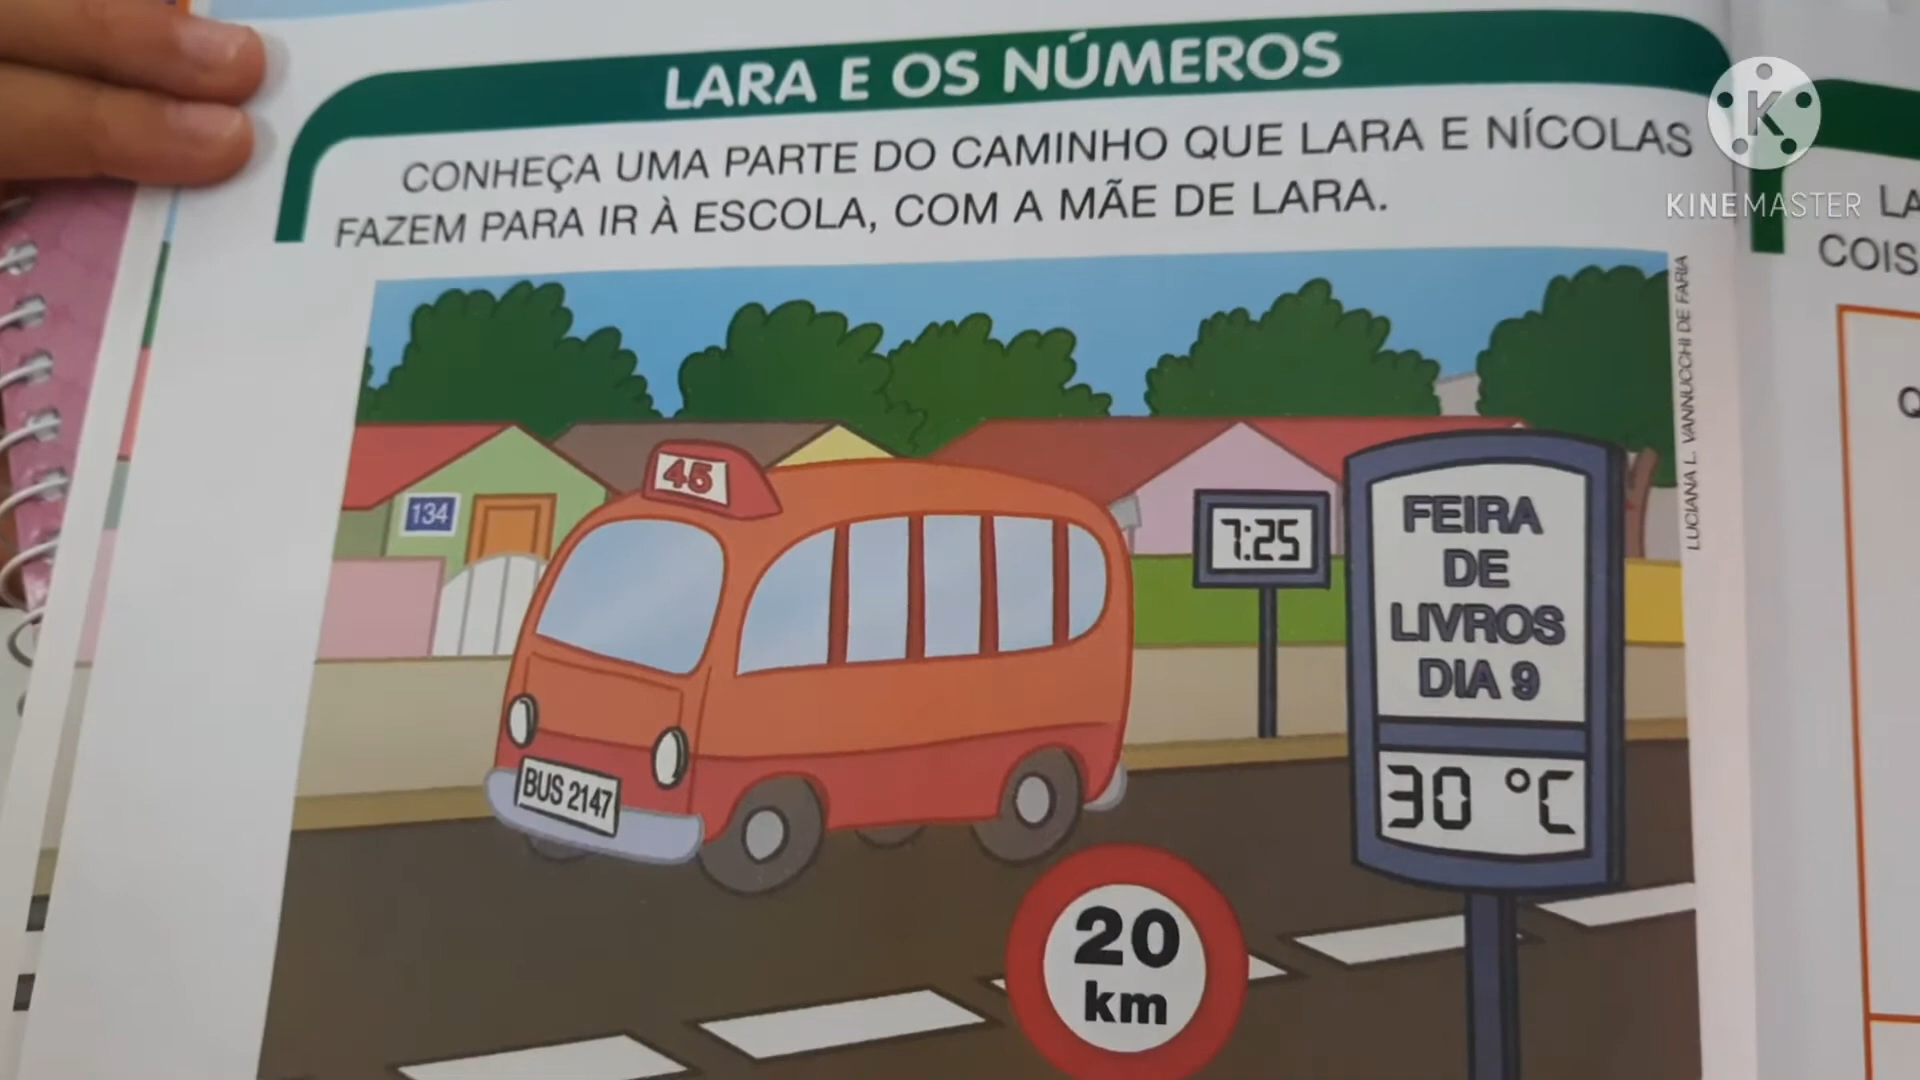 LARA E OS NÚMEROS
CONHEÇA UMA PARTE DO CAMINHO QUE LARA E NÍCOLAS
FAZEM PARA IR À ESCOLA, COM A MÃE DE LARA.
K
KINEMASTER
LA
COIS
Q
LUCIANA L. VANNUCCHI DE FARIA
45
134
7:25
FEIRA
DE
LIVROS
DIA 9
30 °C
BUS 2147
20
km